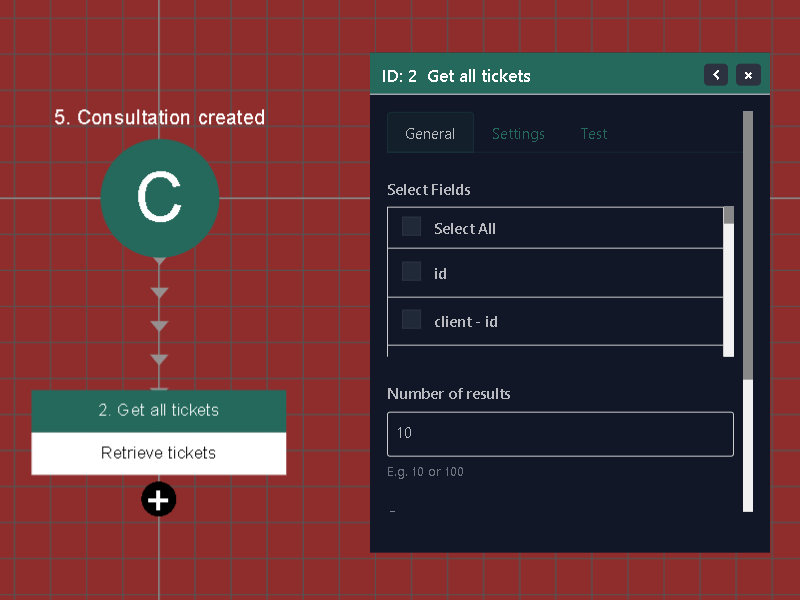 5. Consultation created
C
2. Get all tickets
Retrieve tickets
ID: 2 Get all tickets
General Settings Test
Select Fields
Select All
id
client - id
Number of results
10
E.g. 10 or 100